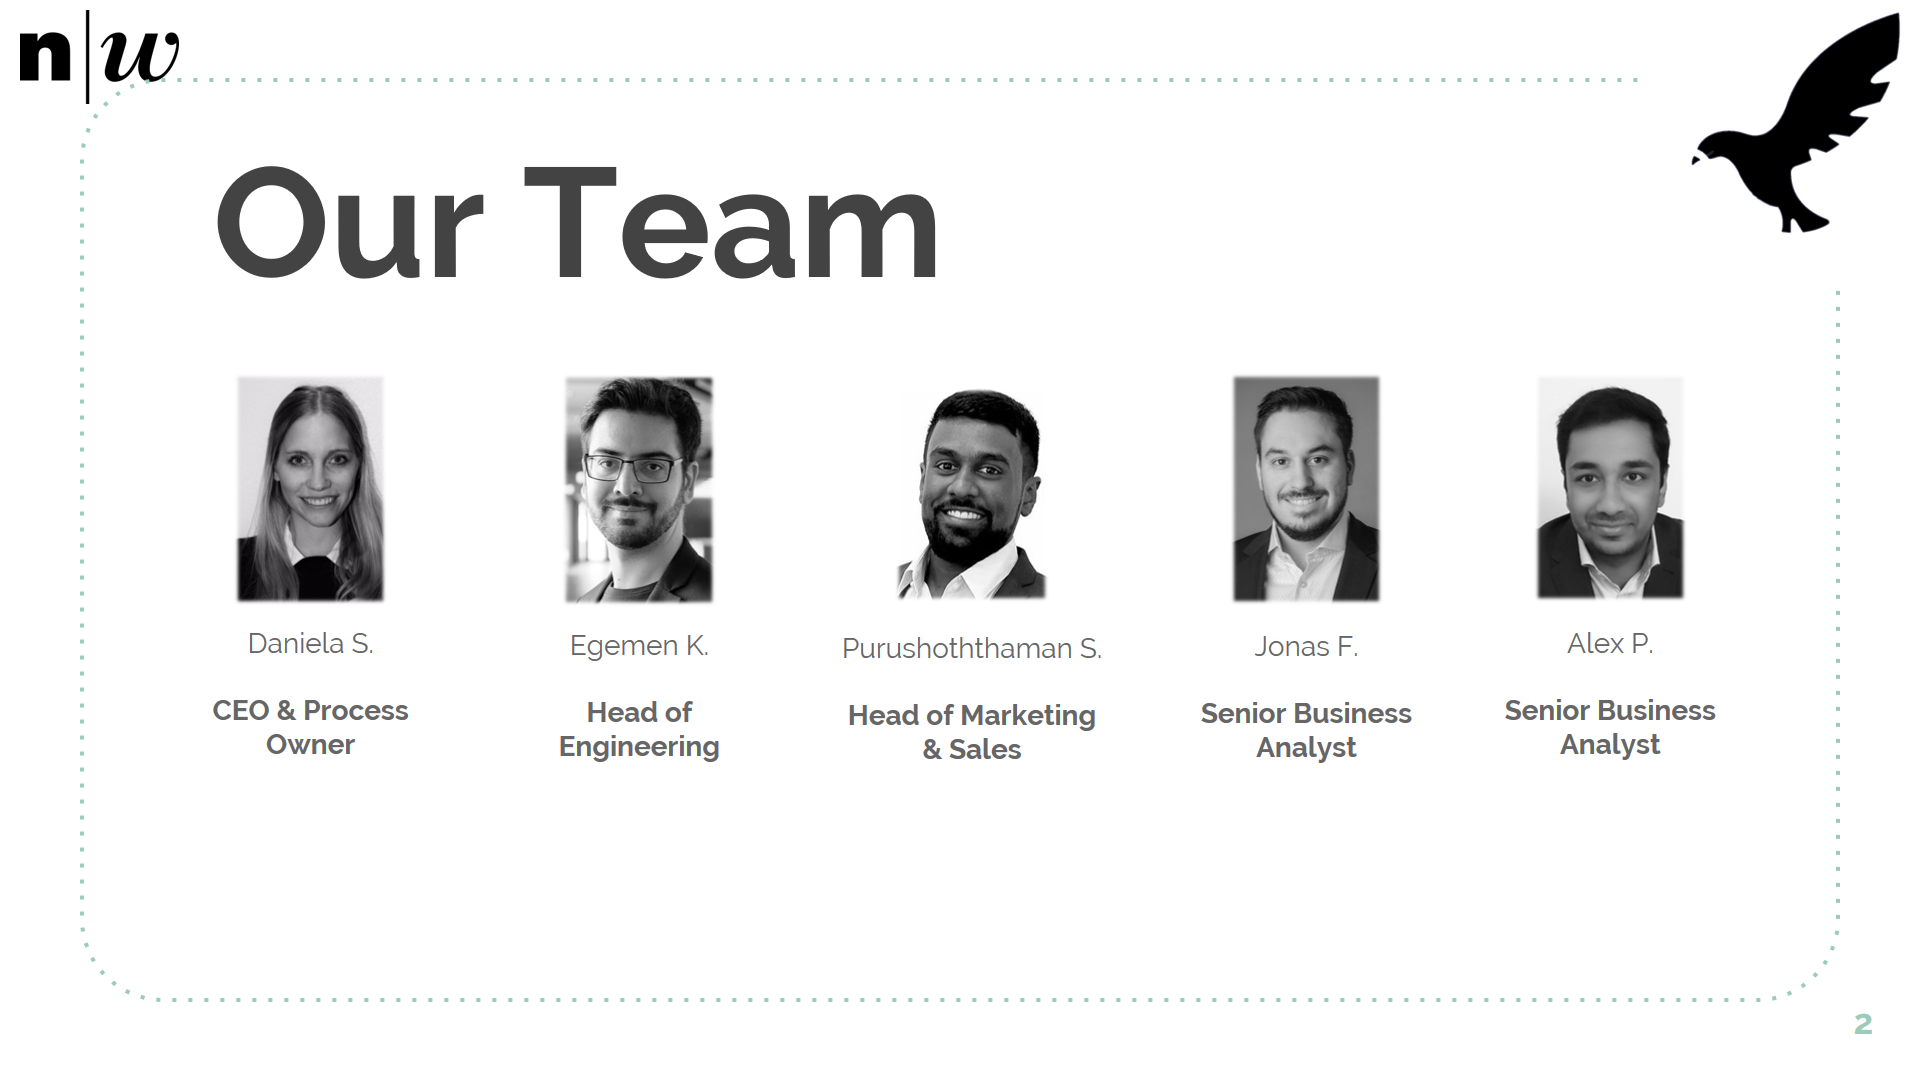 n|w
Our Team
Daniela S.
CEO & Process
Owner
Egemen K.
Head of
Engineering
Purushoththaman S.
Head of Marketing
& Sales
Jonas F.
Senior Business
Analyst
Alex P.
Senior Business
Analyst
2